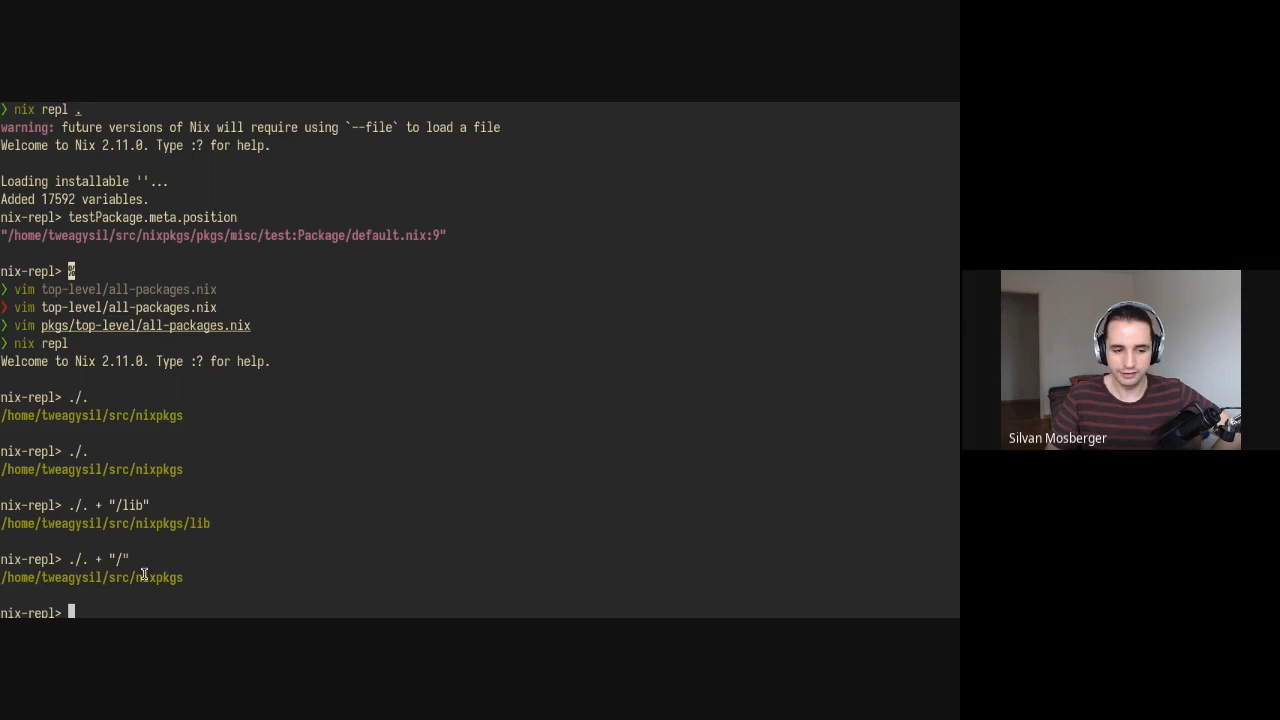 ❯ nix repl .
warning: future versions of Nix will require using `--file` to load a file
Welcome to Nix 2.11.0. Type :? for help.
Loading installable ''...
Added 17592 variables.
nix-repl> testPackage.meta.position
"/home/tweagysil/src/nixpkgs/pkgs/misc/test:Package/default.nix:9"
nix-repl> %
❯ vim top-level/all-packages.nix
❯ vim top-level/all-packages.nix
❯ vim pkgs/top-level/all-packages.nix
❯ nix repl
Welcome to Nix 2.11.0. Type :? for help.
nix-repl> ./.
/home/tweagysil/src/nixpkgs
nix-repl> ./.
/home/tweagysil/src/nixpkgs
nix-repl> ./. + "/lib"
/home/tweagysil/src/nixpkgs/lib
nix-repl> ./. + "/"
/home/tweagysil/src/nixpkgs
nix-repl>
Silvan Mosberger